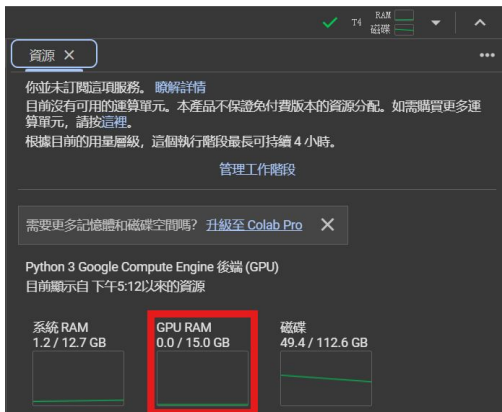 T4 RAM
磁碟
資源 ×
你並未訂閱這項服務。 瞭解詳情
目前沒有可用的運算單元。本產品不保證免付費版本的資源分配。如需購買更多運
算單元，請按這裡。
根據目前的用量層級，這個執行階段最長可持續 4 小時。
管理工作階段
需要更多記憶體和磁碟空間嗎？ 升級至 Colab Pro ×
Python 3 Google Compute Engine 後端 (GPU)
目前顯示自 下午5:12以來的資源
系統 RAM GPU RAM 磁碟
1.2 / 12.7 GB 0.0 / 15.0 GB 49.4 / 112.6 GB